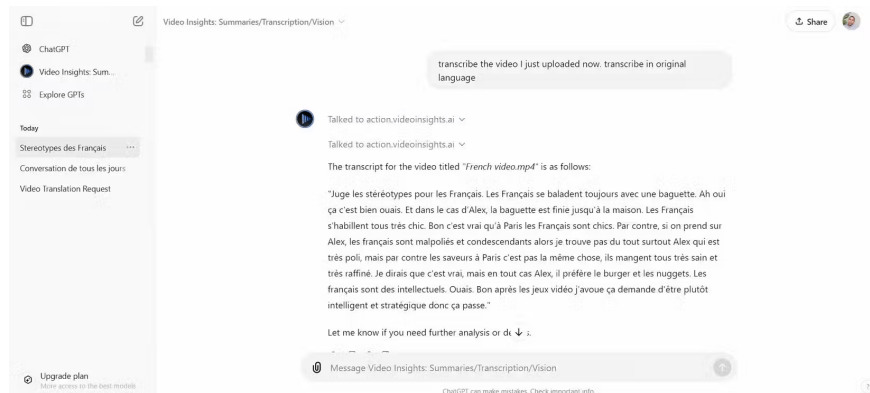 Video Insights: Summaries/Transcription/Vision
Share
ChatGPT
Video Insights: Sum...
Explore GPTs
Today
Stereotypes des Français
Conversation de tous les jours
Video Translation Request
transcribe the video I just uploaded now. transcribe in original
language
Talked to action.videoinsights.ai
Talked to action.videoinsights.ai
The transcript for the video titled "French video.mp4" is as follows:
"Juge les stéréotypes pour les Français. Les Français se baladent toujours avec une baguette. Ah oui
ça c'est bien ouais. Et dans le cas d'Alex, la baguette est finie jusqu'à la maison. Les Français
s'habillent tous très chic. Bon c'est vrai qu'à Paris les Français sont chics. Par contre, si on prend sur
Alex, les français sont malpoliés et condescendants alors je trouve pas du tout surtout Alex qui est
très poli, mais par contre les saveurs à Paris c'est pas la même chose, ils mangent tous très sain et
très raffiné. Je dirais que c'est vrai, mais en tout cas Alex, il préfère le burger et les nuggets. Les
français sont des intellectuels. Ouais. Bon après les jeux vidéo j'avoue ça demande d'être plutôt
intelligent et stratégique donc ça passe."
Let me know if you need further analysis or
Message Video Insights: Summaries/Transcription/Vision
Upgrade plan
More access to the best models
ChatGPT can make mistakes. Check important info.
?